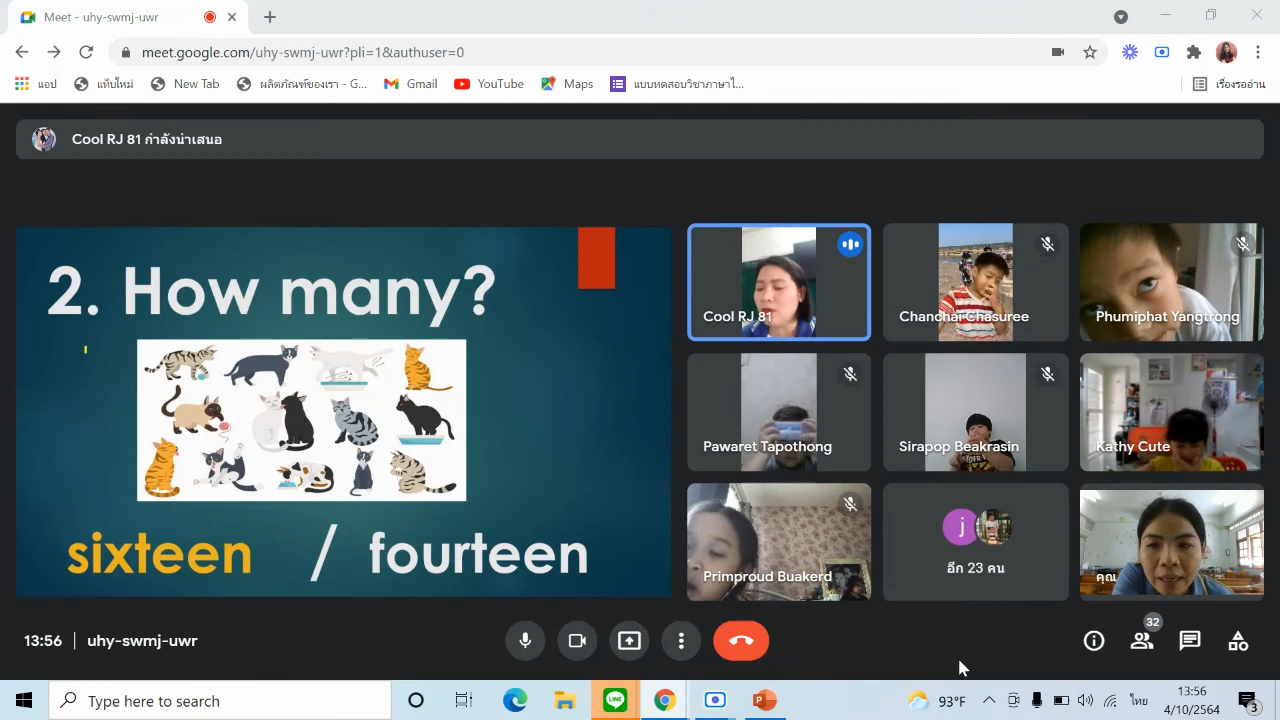 Meet - uhy-swmj-uwr
meet.google.com/uhy-swmj-uwr?pli=1&authuser=0
แอป แท็บใหม่ New Tab ผลิตภัณฑ์ของเรา - G... Gmail YouTube Maps แบบทดสอบวิชาภาษาไ... เรื่องรออ่าน
Cool RJ 81 กำลังนำเสนอ
2. How many?
sixteen / fourteen
Cool RJ 81
Chanchai Chasuree
Phumiphat Yangtrong
Pawaret Tapothong
Sirapop Beakrasin
Kathy Cute
Primproud Buakerd
j
อีก 23 คน
คุณ
13:56 | uhy-swmj-uwr
32
Type here to search
LINE
93°F
ไทย
13:56
4/10/2564
3